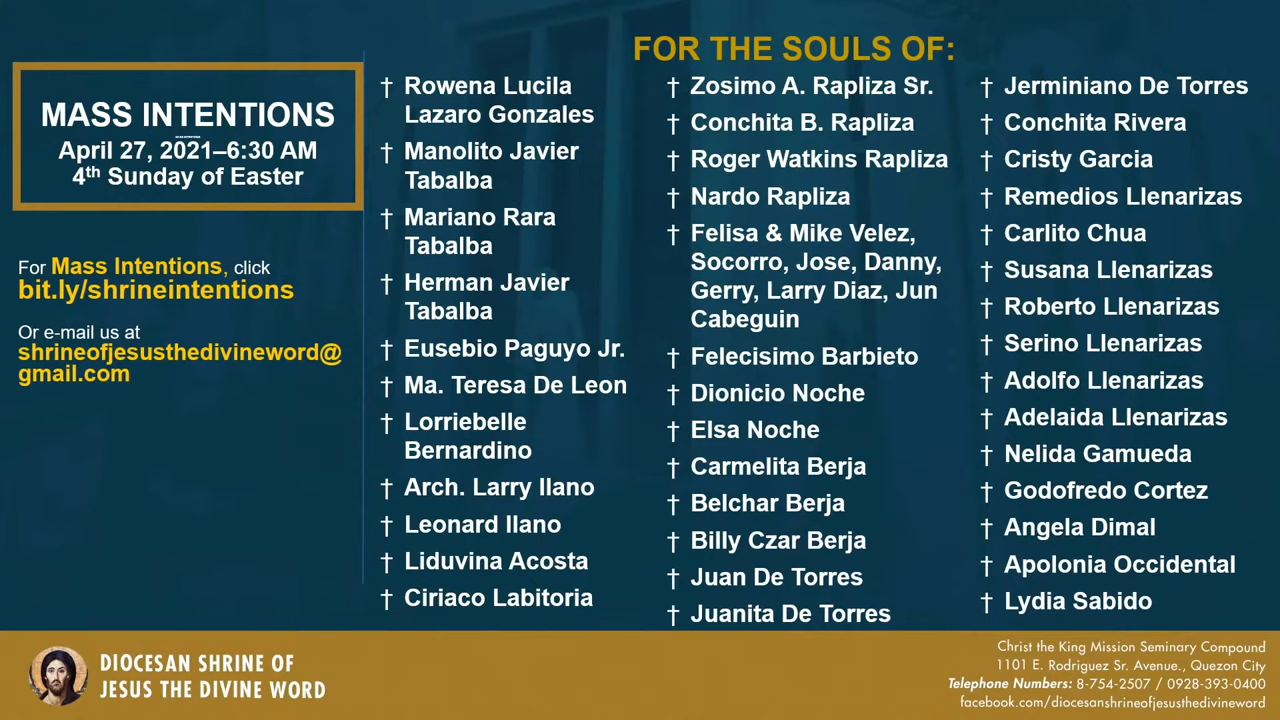 MASS INTENTIONS
April 27, 2021–6:30 AM
4th Sunday of Easter
For Mass Intentions, click
bit.ly/shrineintentions
Or e-mail us at
shrineofjesusthedivineword@
gmail.com
FOR THE SOULS OF:
† Rowena Lucila
Lazaro Gonzales
† Manolito Javier
Tabalba
† Mariano Rara
Tabalba
† Herman Javier
Tabalba
† Eusebio Paguyo Jr.
† Ma. Teresa De Leon
† Lorriebelle
Bernardino
† Arch. Larry Ilano
† Leonard Ilano
† Liduvina Acosta
† Ciriaco Labitoria
† Zosimo A. Rapliza Sr.
† Conchita B. Rapliza
† Roger Watkins Rapliza
† Nardo Rapliza
† Felisa & Mike Velez,
Socorro, Jose, Danny,
Gerry, Larry Diaz, Jun
Cabeguin
† Felecisimo Barbieto
† Dionicio Noche
† Elsa Noche
† Carmelita Berja
† Belchar Berja
† Billy Czar Berja
† Juan De Torres
† Juanita De Torres
† Jerminiano De Torres
† Conchita Rivera
† Cristy Garcia
† Remedios Llenarizas
† Carlito Chua
† Susana Llenarizas
† Roberto Llenarizas
† Serino Llenarizas
† Adolfo Llenarizas
† Adelaida Llenarizas
† Nelida Gamueda
† Godofredo Cortez
† Angela Dimal
† Apolonia Occidental
† Lydia Sabido
DIOCESAN SHRINE OF
JESUS THE DIVINE WORD
Christ the King Mission Seminary Compound
1101 E. Rodriguez Sr. Avenue., Quezon City
Telephone Numbers: 8-754-2507 / 0928-393-0400
facebook.com/diocesanshrineofjesusthedivineword